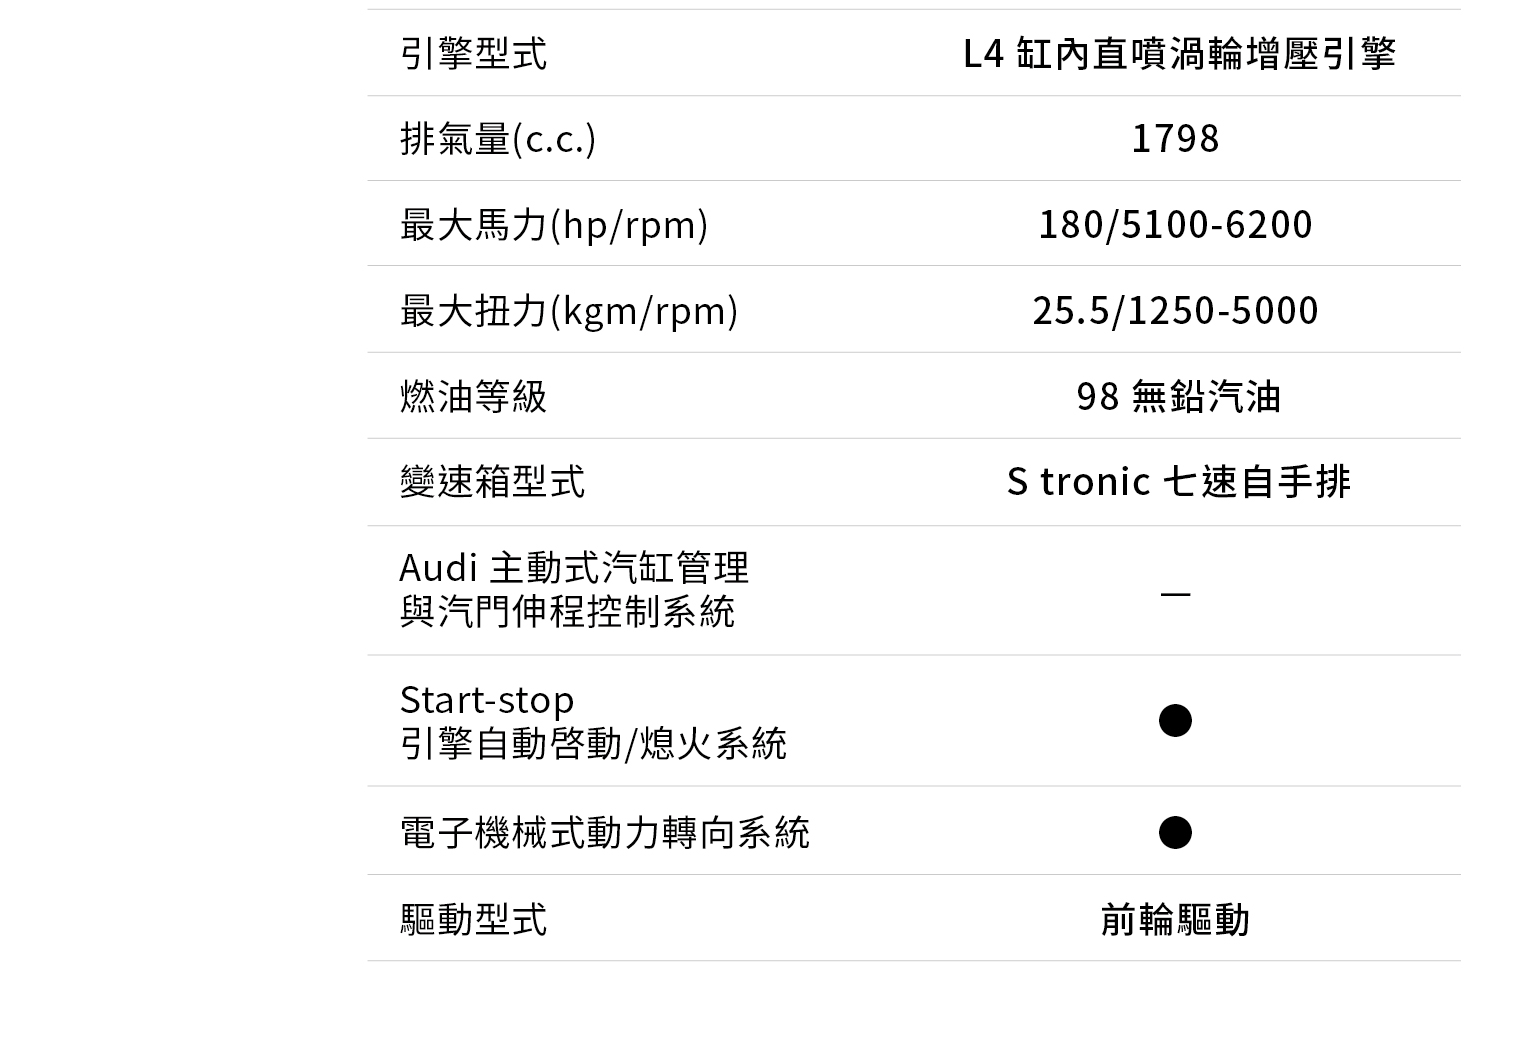 引擎型式 L4 缸內直噴渦輪增壓引擎
排氣量(c.c.) 1798
最大馬力(hp/rpm) 180/5100-6200
最大扭力(kgm/rpm) 25.5/1250-5000
燃油等級 98 無鉛汽油
變速箱型式 S tronic 七速自手排
Audi 主動式汽缸管理
與汽門伸程控制系統 —
Start-stop
引擎自動啓動/熄火系統 ●
電子機械式動力轉向系統 ●
驅動型式 前輪驅動